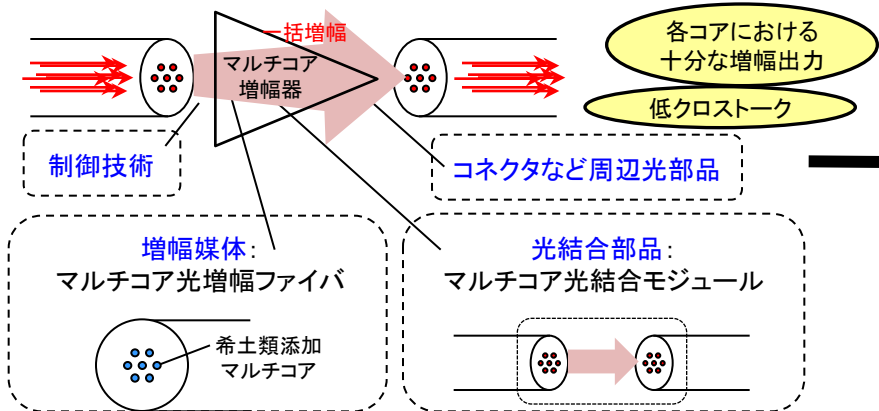 一括増幅
マルチコア
増幅器
各コアにおける
十分な増幅出力
低クロストーク
制御技術
コネクタなど周辺光部品
増幅媒体:
マルチコア光増幅ファイバ
希土類添加
マルチコア
光結合部品:
マルチコア光結合モジュール